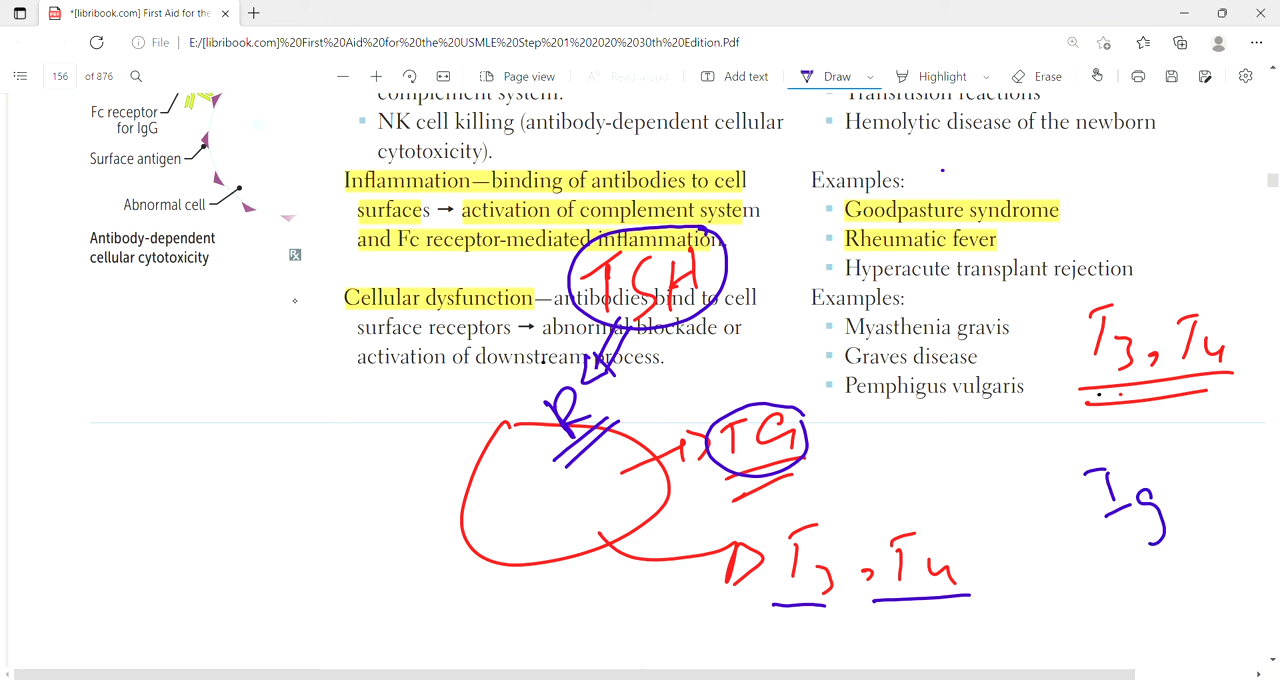 *[libribook.com] First Aid for the
File E:/[libribook.com]%20First%20Aid%20for%20the%20USMLE%20Step%201%202020%2030th%20Edition.Pdf
156 of 876 Page view Read aloud Add text Draw Highlight Erase
Fc receptor
for IgG
Surface antigen
Abnormal cell
Antibody-dependent
cellular cytotoxicity
complement system.
NK cell killing (antibody-dependent cellular
cytotoxicity).
Inflammation—binding of antibodies to cell
surfaces → activation of complement system
and Fc receptor-mediated inflammation.
Cellular dysfunction—antibodies bind to cell
surface receptors → abnormal blockade or
activation of downstream process.
Transfusion reactions
Hemolytic disease of the newborn
Examples:
Goodpasture syndrome
Rheumatic fever
Hyperacute transplant rejection
Examples:
Myasthenia gravis
Graves disease
Pemphigus vulgaris
TSH
R
TG
T3, T4
T3, T4
Ig